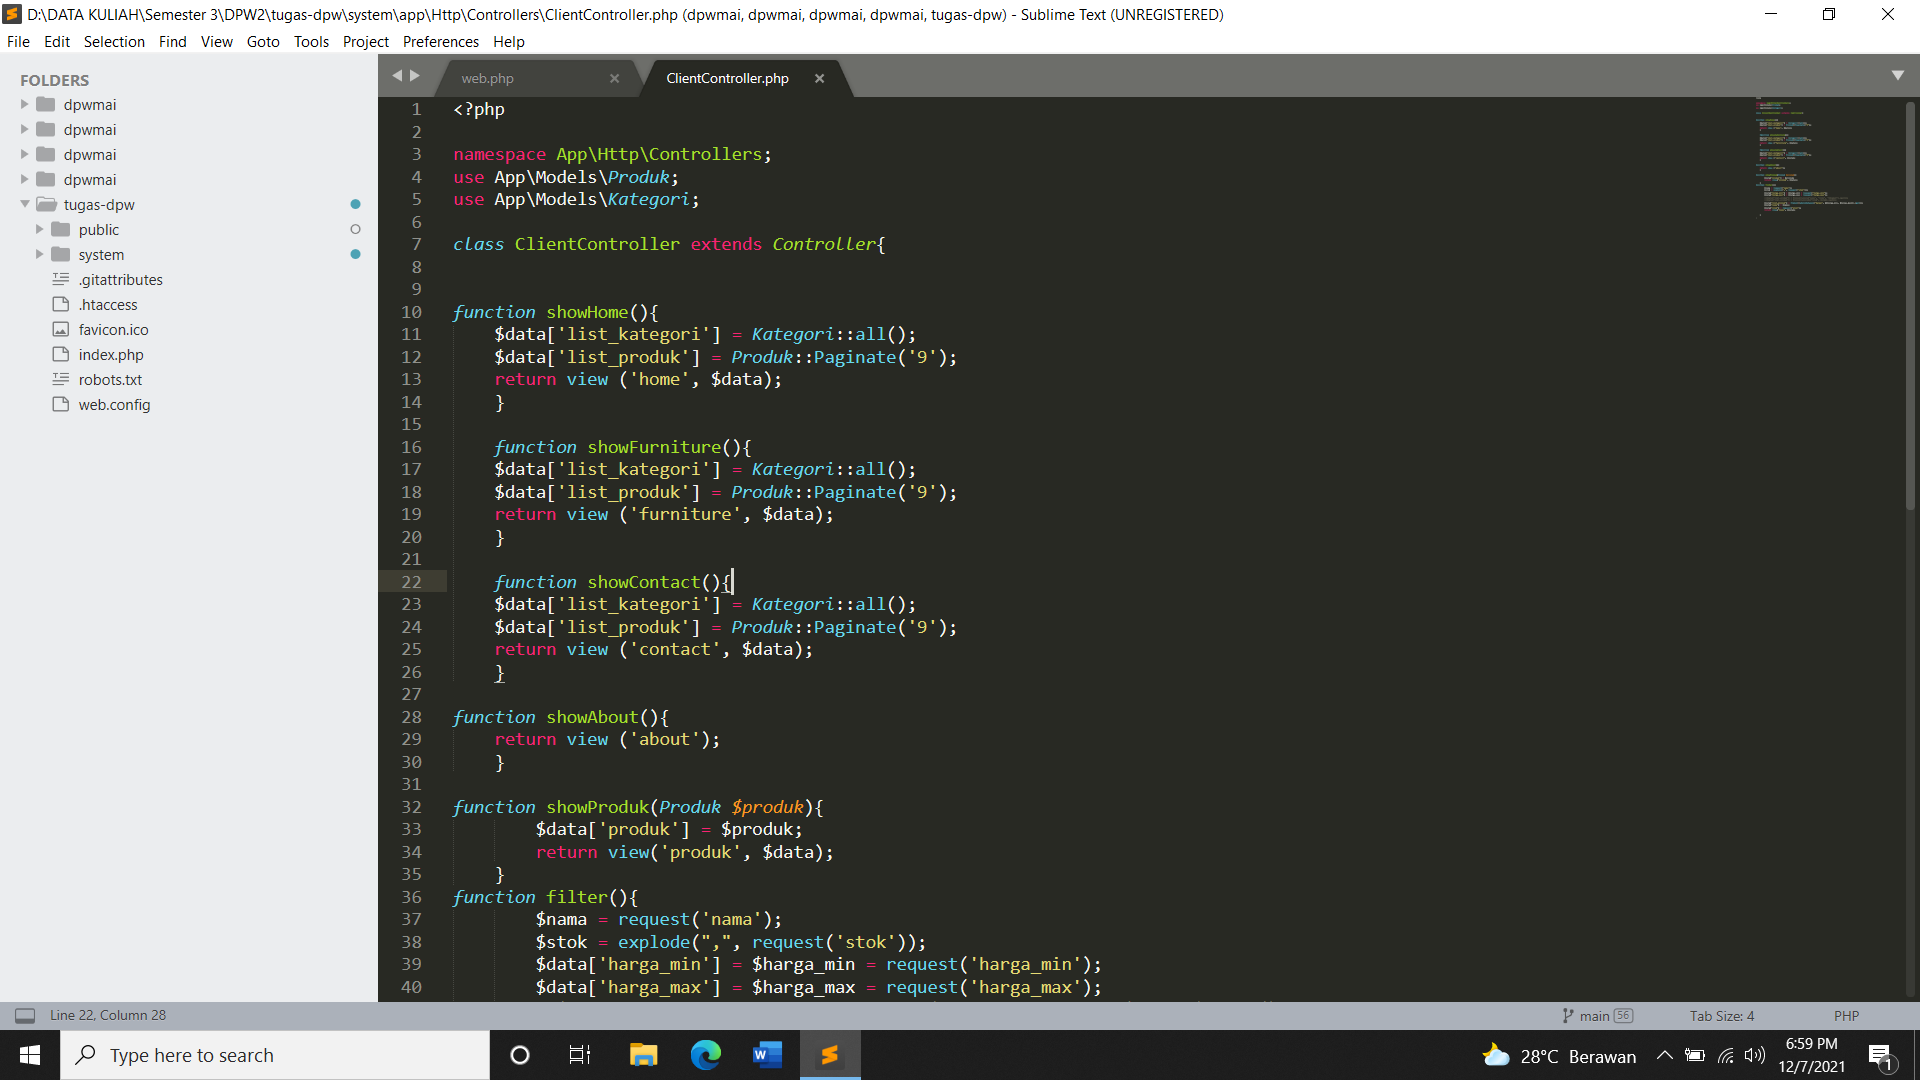 D:\DATA KULIAH\Semester 3\DPW2\tugas-dpw\system\app\Http\Controllers\ClientController.php (dpwmai, dpwmai, dpwmai, dpwmai, tugas-dpw) - Sublime Text (UNREGISTERED)
File Edit Selection Find View Goto Tools Project Preferences Help
FOLDERS
dpwmai
dpwmai
dpwmai
dpwmai
tugas-dpw
public
system
.gitattributes
.htaccess
favicon.ico
index.php
robots.txt
web.config
web.php
ClientController.php
1 <?php
2
3 namespace App\Http\Controllers;
4 use App\Models\Produk;
5 use App\Models\Kategori;
6
7 class ClientController extends Controller{
8
9
10 function showHome(){
11 $data['list_kategori'] = Kategori::all();
12 $data['list_produk'] = Produk::Paginate('9');
13 return view ('home', $data);
14 }
15
16 function showFurniture(){
17 $data['list_kategori'] = Kategori::all();
18 $data['list_produk'] = Produk::Paginate('9');
19 return view ('furniture', $data);
20 }
21
22 function showContact(){
23 $data['list_kategori'] = Kategori::all();
24 $data['list_produk'] = Produk::Paginate('9');
25 return view ('contact', $data);
26 }
27
28 function showAbout(){
29 return view ('about');
30 }
31
32 function showProduk(Produk $produk){
33 $data['produk'] = $produk;
34 return view('produk', $data);
35 }
36 function filter(){
37 $nama = request('nama');
38 $stok = explode(",", request('stok'));
39 $data['harga_min'] = $harga_min = request('harga_min');
40 $data['harga_max'] = $harga_max = request('harga_max');
Line 22, Column 28
main 56
Tab Size: 4
PHP
Type here to search
28°C Berawan
6:59 PM
12/7/2021
1